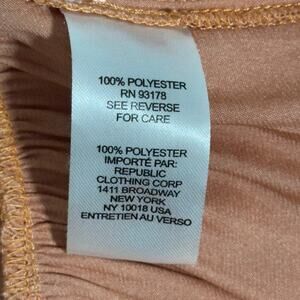 100% POLYESTER
RN 93178
SEE REVERSE
FOR CARE
100% POLYESTER
IMPORTÉ PAR:
REPUBLIC
CLOTHING CORP
1411 BROADWAY
NEW YORK
NY 10018 USA
ENTRETIEN AU VERSO